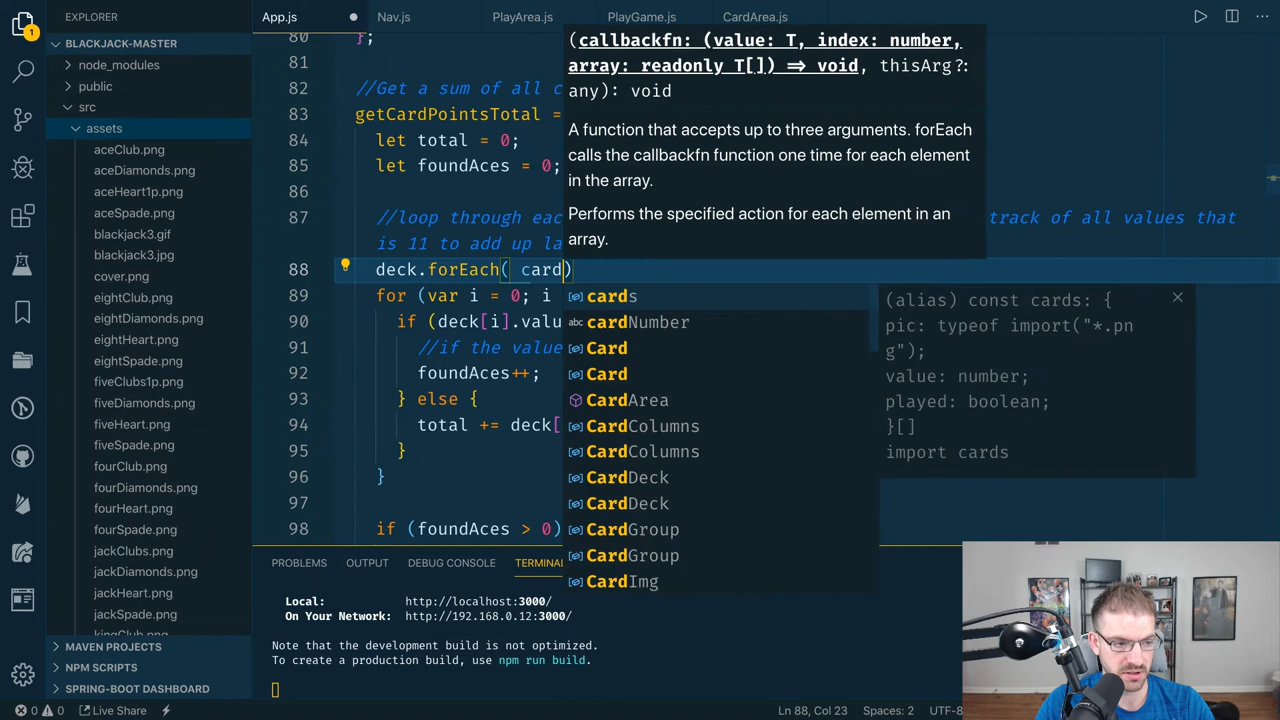 EXPLORER
BLACKJACK-MASTER
node_modules
public
src
assets
aceClub.png
aceDiamonds.png
aceHeart1p.png
aceSpade.png
blackjack3.gif
blackjack3.jpg
cover.png
eightClub.png
eightDiamonds.png
eightHeart.png
eightSpade.png
fiveClubs1p.png
fiveDiamonds.png
fiveHeart.png
fiveSpade.png
fourClub.png
fourDiamonds.png
fourHeart.png
fourSpade.png
jackClubs.png
jackDiamonds.png
jackHeart.png
jackSpade.png
kingClub.png
MAVEN PROJECTS
NPM SCRIPTS
SPRING-BOOT DASHBOARD
1
App.js
Nav.js
PlayArea.js
PlayGame.js
CardArea.js
80 };
81
82 //Get a sum of all c
83 getCardPointsTotal =
84 let total = 0;
85 let foundAces = 0;
86
87 //loop through eac track of all values that
is 11 to add up la
88 deck.forEach( card)
89 for (var i = 0; i
90 if (deck[i].valu
91 //if the value
92 foundAces++;
93 } else {
94 total += deck[
95 }
96 }
97
98 if (foundAces > 0)
(callbackfn: (value: T, index: number,
array: readonly T[]) => void, thisArg?:
any): void
A function that accepts up to three arguments. forEach
calls the callbackfn function one time for each element
in the array.
Performs the specified action for each element in an
array.
cards
cardNumber
Card
Card
CardArea
CardColumns
CardColumns
CardDeck
CardDeck
CardGroup
CardGroup
CardImg
(alias) const cards: {
pic: typeof import("*.pn
g");
value: number;
played: boolean;
}[]
import cards
PROBLEMS
OUTPUT
DEBUG CONSOLE
TERMINAL
Local: http://localhost:3000/
On Your Network: http://192.168.0.12:3000/
Note that the development build is not optimized.
To create a production build, use npm run build.
0 0
Live Share
Ln 88, Col 23
Spaces: 2
UTF-8